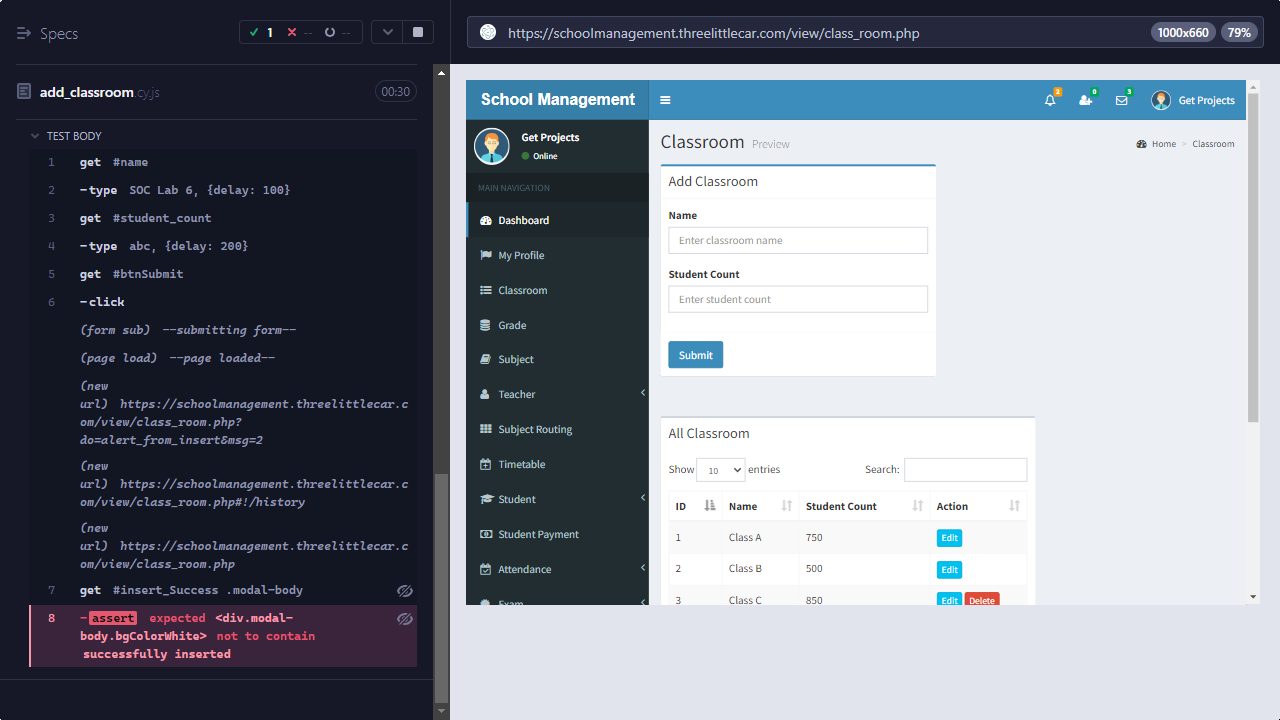 Specs
1
--
--
https://schoolmanagement.threelittlecar.com/view/class_room.php
1000x660
79%
add_classroom.cy.js
00:30
TEST BODY
1 get #name
2 -type SOC Lab 6, {delay: 100}
3 get #student_count
4 -type abc, {delay: 200}
5 get #btnSubmit
6 -click
(form sub) --submitting form--
(page load) --page loaded--
(new
url) https://schoolmanagement.threelittlecar.c
om/view/class_room.php?
do=alert_from_insert&msg=2
(new
url) https://schoolmanagement.threelittlecar.c
om/view/class_room.php#!/history
(new
url) https://schoolmanagement.threelittlecar.c
om/view/class_room.php
7 get #insert_Success .modal-body
8 -assert expected <div.modal-
body.bgColorWhite> not to contain
successfully inserted
School Management
2
0
3
Get Projects
Get Projects
Online
MAIN NAVIGATION
Dashboard
My Profile
Classroom
Grade
Subject
Teacher
Subject Routing
Timetable
Student
Student Payment
Attendance
Exam
Classroom Preview
Home > Classroom
Add Classroom
Name
Enter classroom name
Student Count
Enter student count
Submit
All Classroom
Show 10 entries
Search:
ID Name Student Count Action
1 Class A 750 Edit
2 Class B 500 Edit
3 Class C 850 Edit Delete